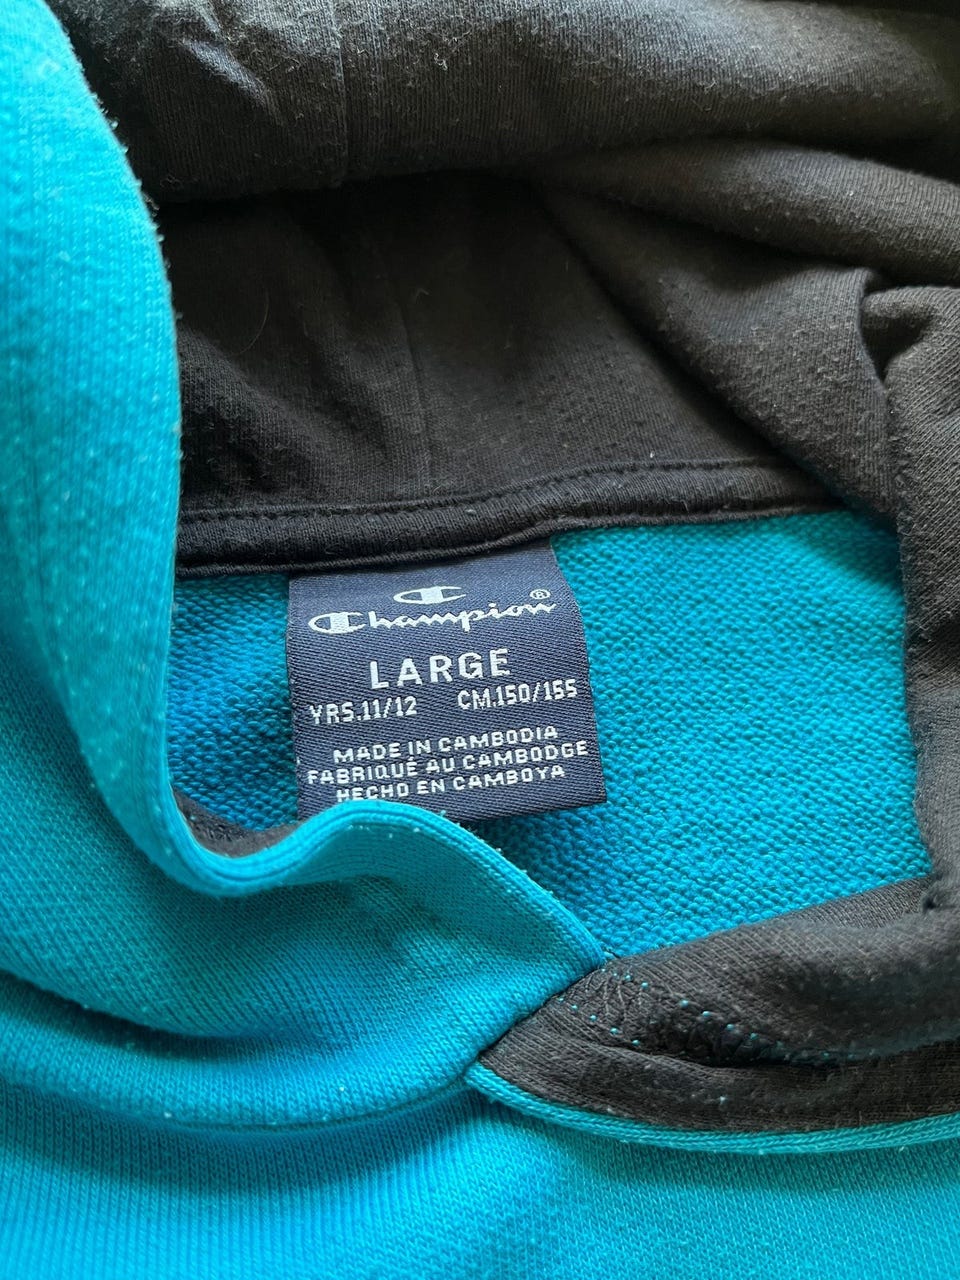 Champion®
LARGE
YRS.11/12 CM.150/155
MADE IN CAMBODIA
FABRIQUÉ AU CAMBODGE
HECHO EN CAMBOYA